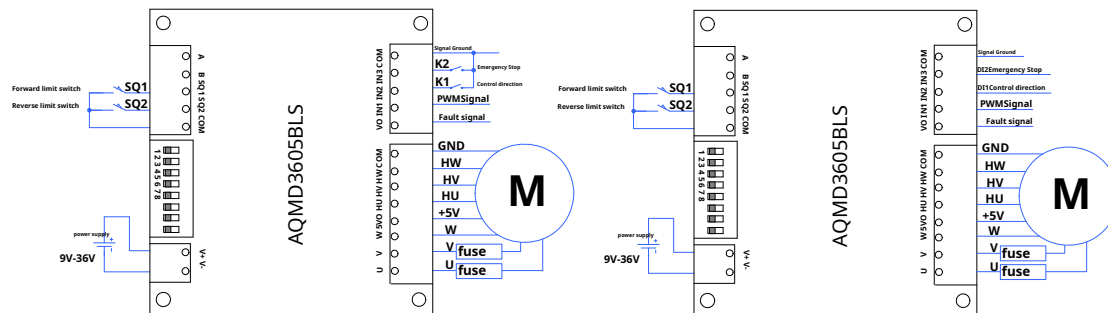 A
B
SQ1
SQ2
COM
Forward limit switch
SQ1
Reverse limit switch
SQ2
1 2 3 4 5 6 7 8
power supply
9V-36V
V+
V-
AQMD3605BLS
COM
IN3
IN2
IN1
VO
Signal Ground
K2
Emergency Stop
K1
Control direction
PWMSignal
Fault signal
COM
HW
HV
HU
5VO
W
V
U
GND
HW
HV
HU
+5V
W
V
fuse
U
fuse
M
A
B
SQ1
SQ2
COM
Forward limit switch
SQ1
Reverse limit switch
SQ2
1 2 3 4 5 6 7 8
power supply
9V-36V
V+
V-
AQMD3605BLS
COM
IN3
IN2
IN1
VO
Signal Ground
DI2Emergency Stop
DI1Control direction
PWMSignal
Fault signal
COM
HW
HV
HU
5VO
W
V
U
GND
HW
HV
HU
+5V
W
V
fuse
U
fuse
M